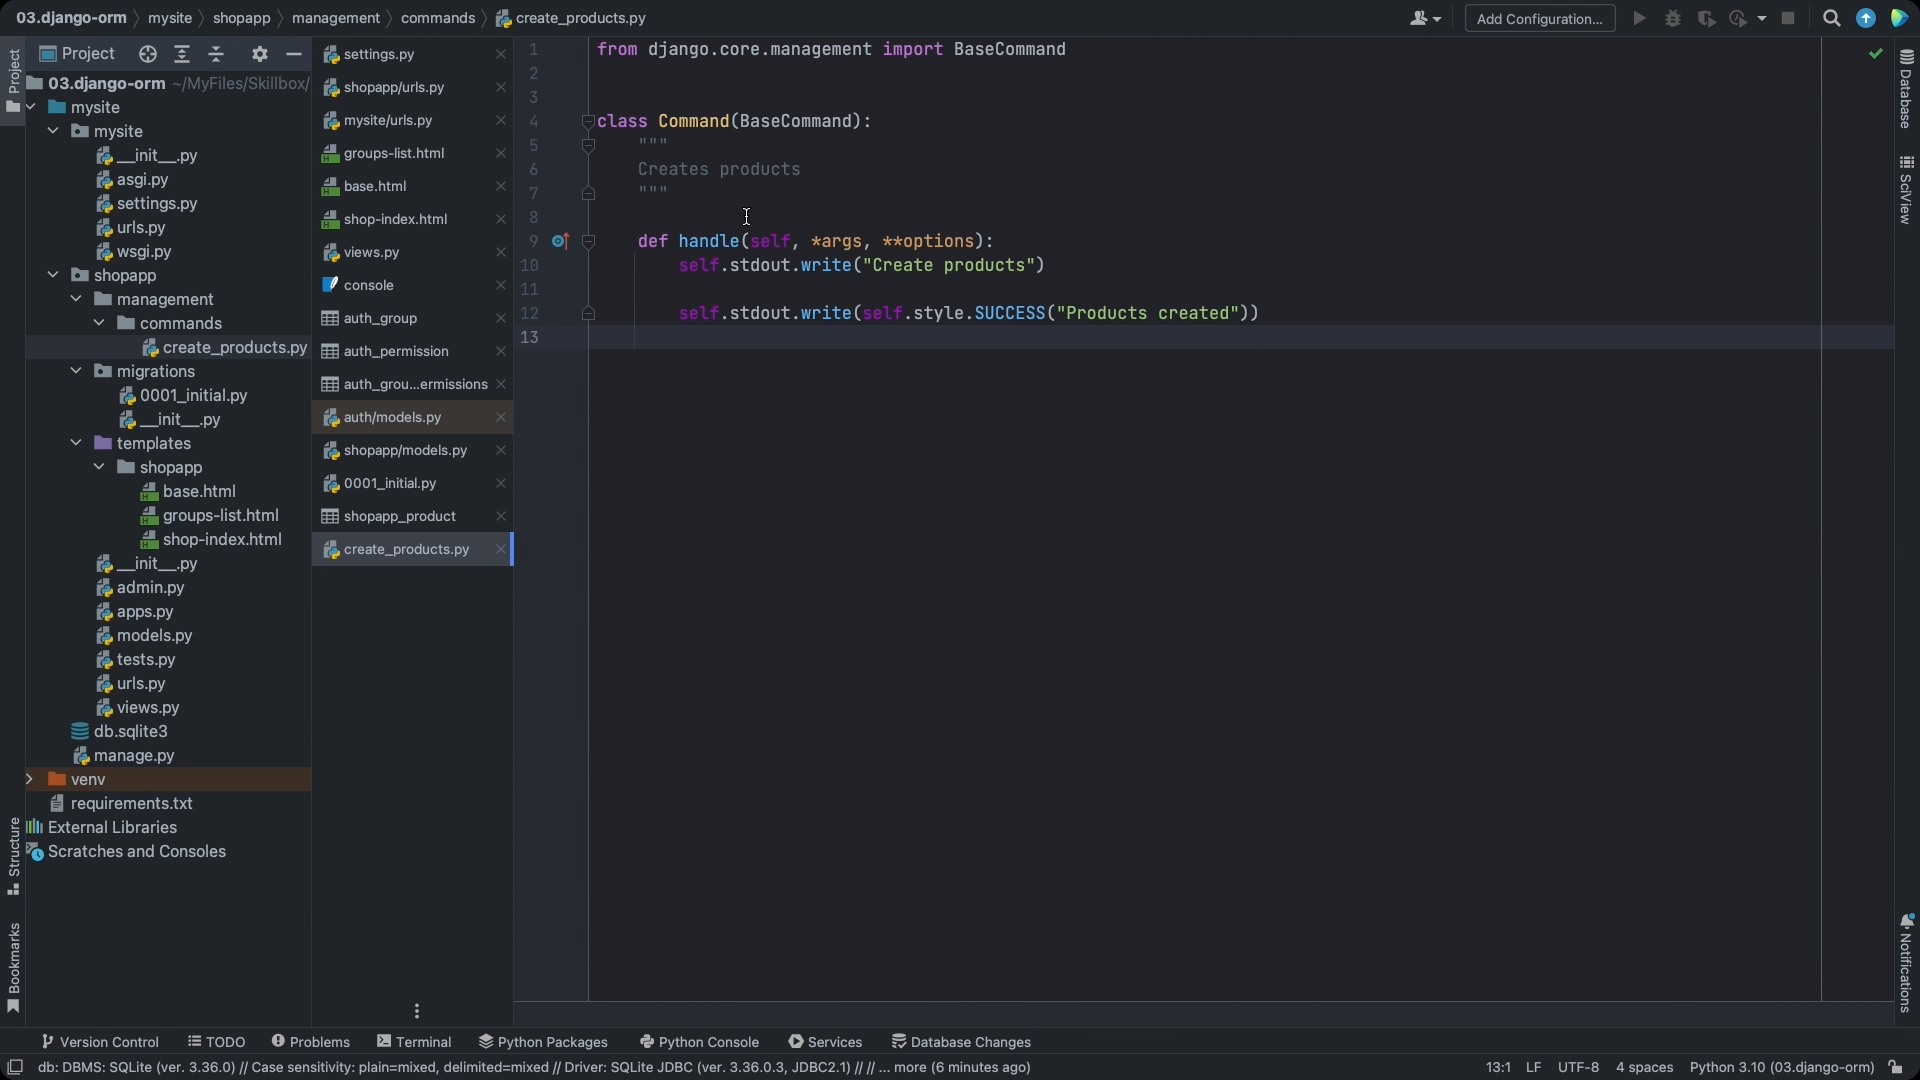 03.django-orm mysite shopapp management commands create_products.py
Add Configuration...
Project
03.django-orm ~/MyFiles/Skillbox/
mysite
mysite
__init__.py
asgi.py
settings.py
urls.py
wsgi.py
shopapp
management
commands
create_products.py
migrations
0001_initial.py
__init__.py
templates
shopapp
base.html
groups-list.html
shop-index.html
__init__.py
admin.py
apps.py
models.py
tests.py
urls.py
views.py
db.sqlite3
manage.py
venv
requirements.txt
External Libraries
Scratches and Consoles
settings.py
shopapp/urls.py
mysite/urls.py
groups-list.html
base.html
shop-index.html
views.py
console
auth_group
auth_permission
auth_grou...ermissions
auth/models.py
shopapp/models.py
0001_initial.py
shopapp_product
create_products.py
1 from django.core.management import BaseCommand
2
3
4 class Command(BaseCommand):
5 """
6 Creates products
7 """
8
9 def handle(self, *args, **options):
10 self.stdout.write("Create products")
11
12 self.stdout.write(self.style.SUCCESS("Products created"))
13
Project
Structure
Bookmarks
Database
SciView
Notifications
Version Control TODO Problems Terminal Python Packages Python Console Services Database Changes
db: DBMS: SQLite (ver. 3.36.0) // Case sensitivity: plain=mixed, delimited=mixed // Driver: SQLite JDBC (ver. 3.36.0.3, JDBC2.1) // // ... more (6 minutes ago) 13:1 LF UTF-8 4 spaces Python 3.10 (03.django-orm)